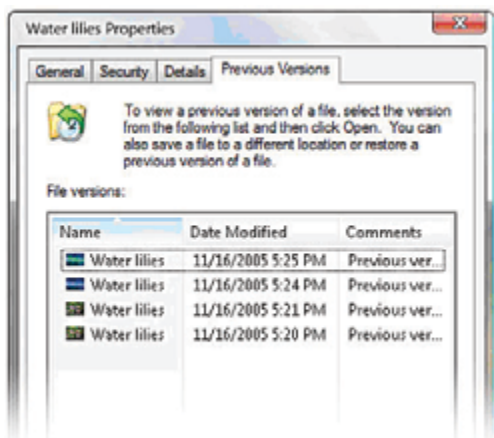 Water lilies Properties
General Security Details Previous Versions
To view a previous version of a file, select the version
from the following list and then click Open. You can
also save a file to a different location or restore a
previous version of a file.
File versions:
Name Date Modified Comments
Water lilies 11/16/2005 5:25 PM Previous ver...
Water lilies 11/16/2005 5:24 PM Previous ver...
Water lilies 11/16/2005 5:21 PM Previous ver...
Water lilies 11/16/2005 5:20 PM Previous ver...